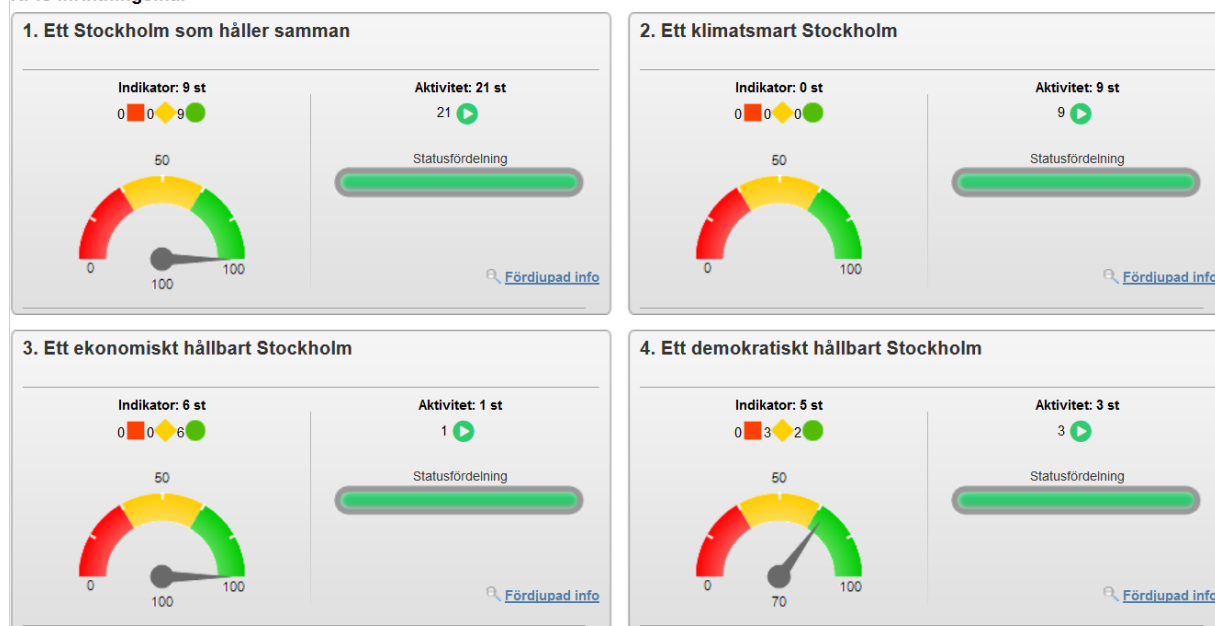 1. Ett Stockholm som håller samman
Indikator: 9 st
0 0 9
50
0
100
100
Aktivitet: 21 st
21
Statusfördelning
Fördjupad info
2. Ett klimatsmart Stockholm
Indikator: 0 st
0 0 0
50
0
100
Aktivitet: 9 st
9
Statusfördelning
Fördjupad info
3. Ett ekonomiskt hållbart Stockholm
Indikator: 6 st
0 0 6
50
0
100
100
Aktivitet: 1 st
1
Statusfördelning
Fördjupad info
4. Ett demokratiskt hållbart Stockholm
Indikator: 5 st
0 3 2
50
0
100
70
Aktivitet: 3 st
3
Statusfördelning
Fördjupad info